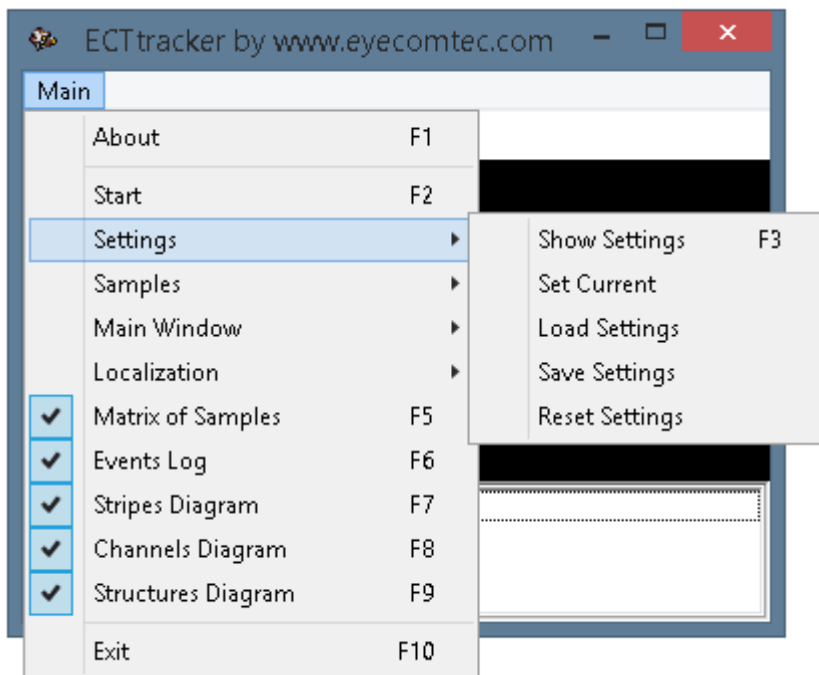 ECTtracker by www.eyecomtec.com
Main
About F1
Start F2
Settings
Samples
Main Window
Localization
Matrix of Samples F5
Events Log F6
Stripes Diagram F7
Channels Diagram F8
Structures Diagram F9
Exit F10
Show Settings F3
Set Current
Load Settings
Save Settings
Reset Settings